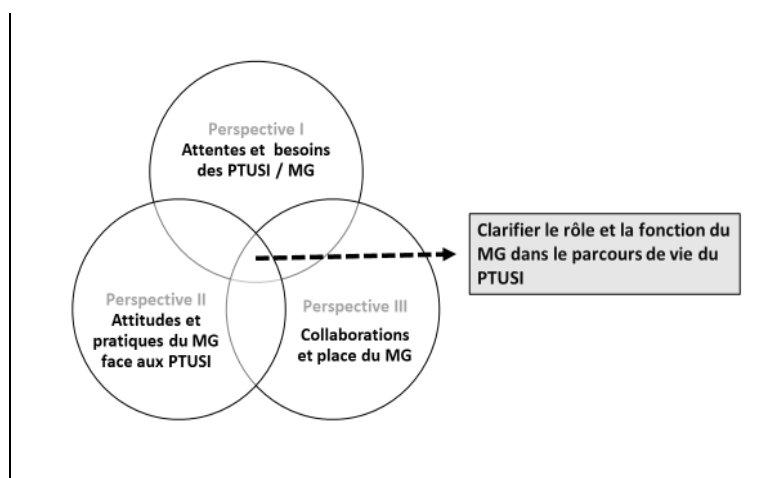 Perspective I
Attentes et besoins
des PTUSI / MG
Clarifier le rôle et la fonction du
MG dans le parcours de vie du
PTUSI
Perspective II
Attitudes et
pratiques du MG
face aux PTUSI
Perspective III
Collaborations
et place du MG